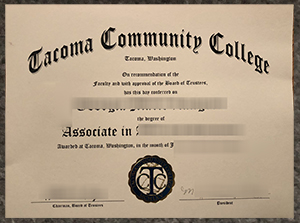 Tacoma Community College
Tacoma, Washington
On recommendation of the
Faculty and with approval of the Board of Trustees,
has this day conferred on
the degree of
Associate in
Awarded at Tacoma, Washington, in the month of J
TCC
Chairman, Board of Trustees
President